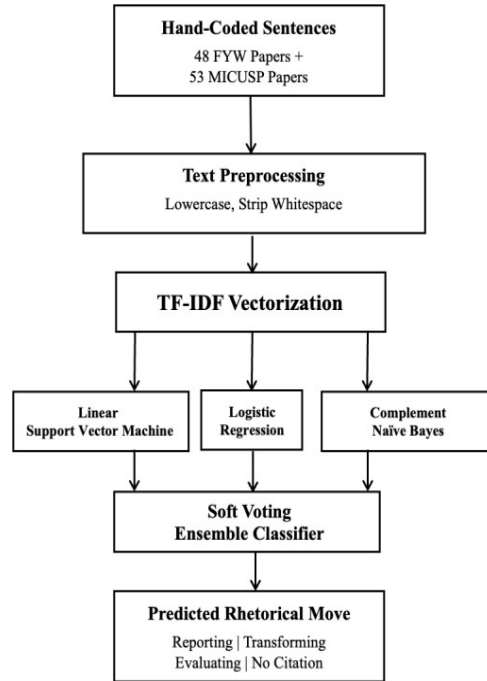 Hand-Coded Sentences
48 FYW Papers +
53 MICUSP Papers
Text Preprocessing
Lowercase, Strip Whitespace
TF-IDF Vectorization
Linear
Support Vector Machine
Logistic
Regression
Complement
Naïve Bayes
Soft Voting
Ensemble Classifier
Predicted Rhetorical Move
Reporting | Transforming
Evaluating | No Citation